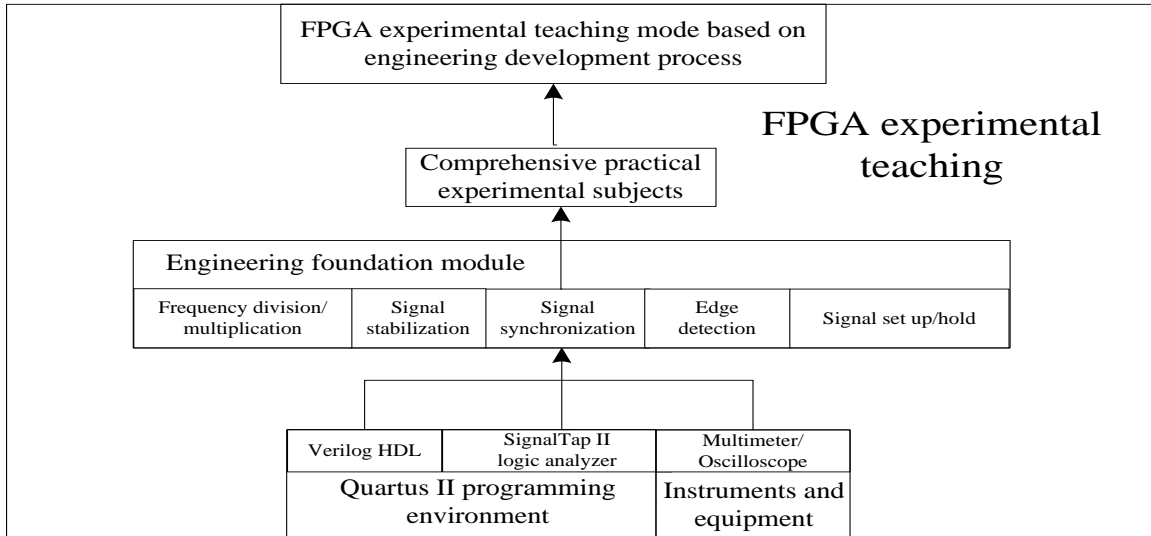 FPGA experimental teaching mode based on
engineering development process
FPGA experimental
teaching
Comprehensive practical
experimental subjects
Engineering foundation module
Frequency division/
multiplication
Signal
stabilization
Signal
synchronization
Edge
detection
Signal set up/hold
Verilog HDL
SignalTap II
logic analyzer
Multimeter/
Oscilloscope
Quartus II programming
environment
Instruments and
equipment